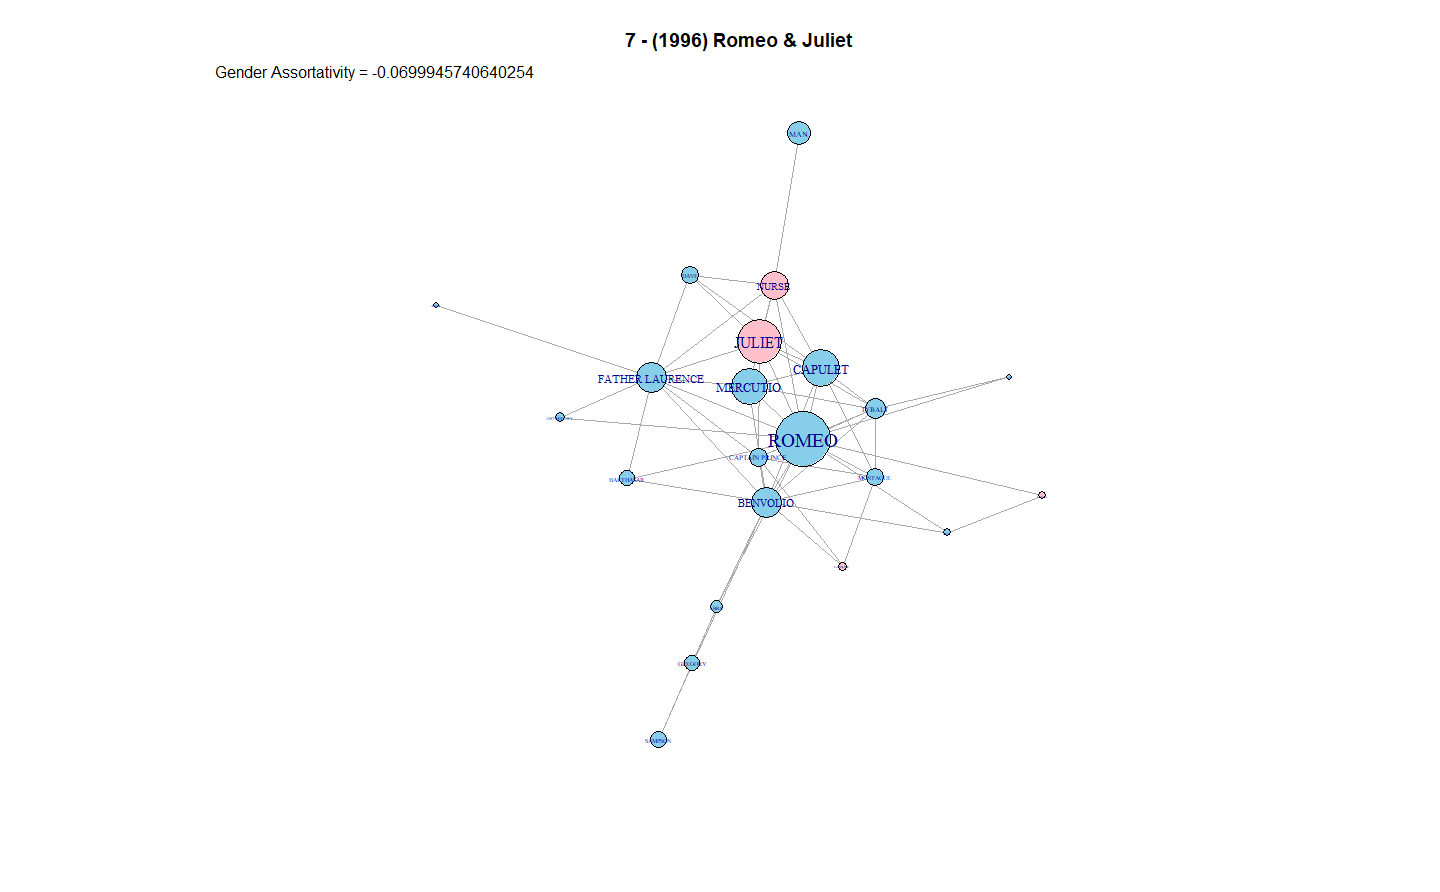 7 - (1996) Romeo & Juliet
Gender Assortativity = -0.0699945740640254
MAN
NURSE
JULIET
CAPULET
FATHER LAURENCE
MERCUTIO
TYBALT
ROMEO
CAPTAIN PRINCE
BALTHASAR
MONTAGUE
BENVOLIO
GREGORY
SAMPSON